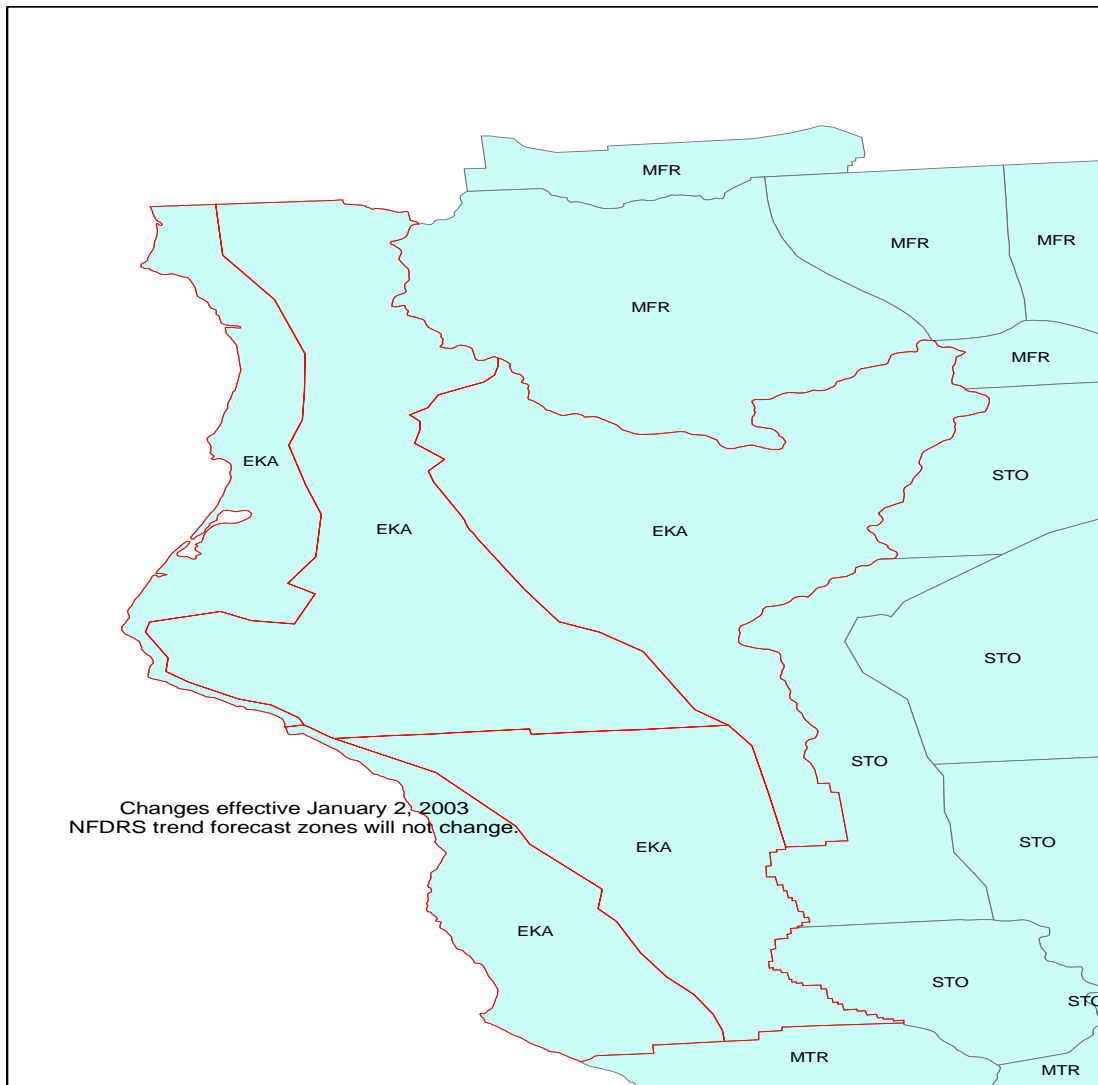 MFR
MFR
MFR
MFR
MFR
EKA
STO
EKA
EKA
STO
STO
Changes effective January 2, 2003
NFDRS trend forecast zones will not change.
EKA
STO
EKA
STO
STO
MTR
MTR